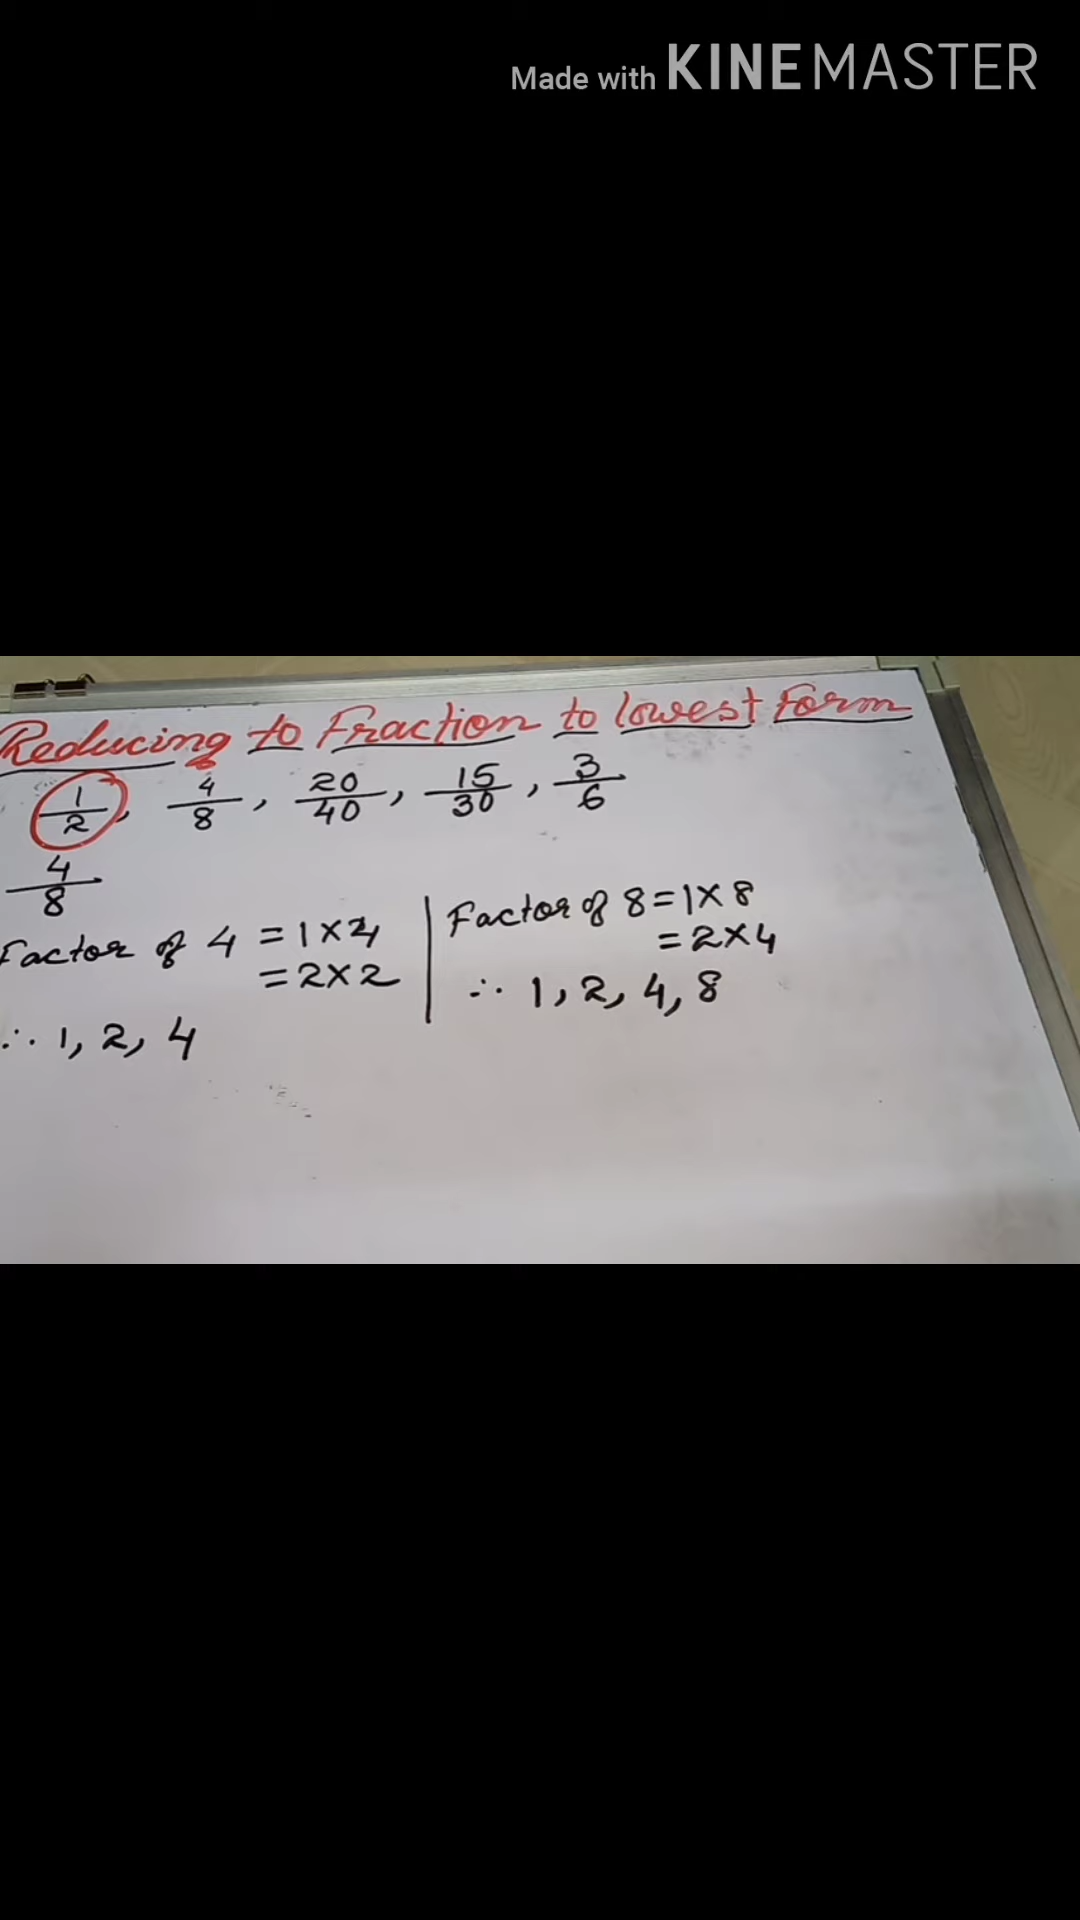 Made with KINEMASTER
Reducing to Fraction to lowest form
1/2, 4/8, 20/40, 15/30, 3/6
4/8
Factor of 4 = 1×4
= 2×2
∴ 1, 2, 4
Factor of 8 = 1×8
= 2×4
∴ 1, 2, 4, 8